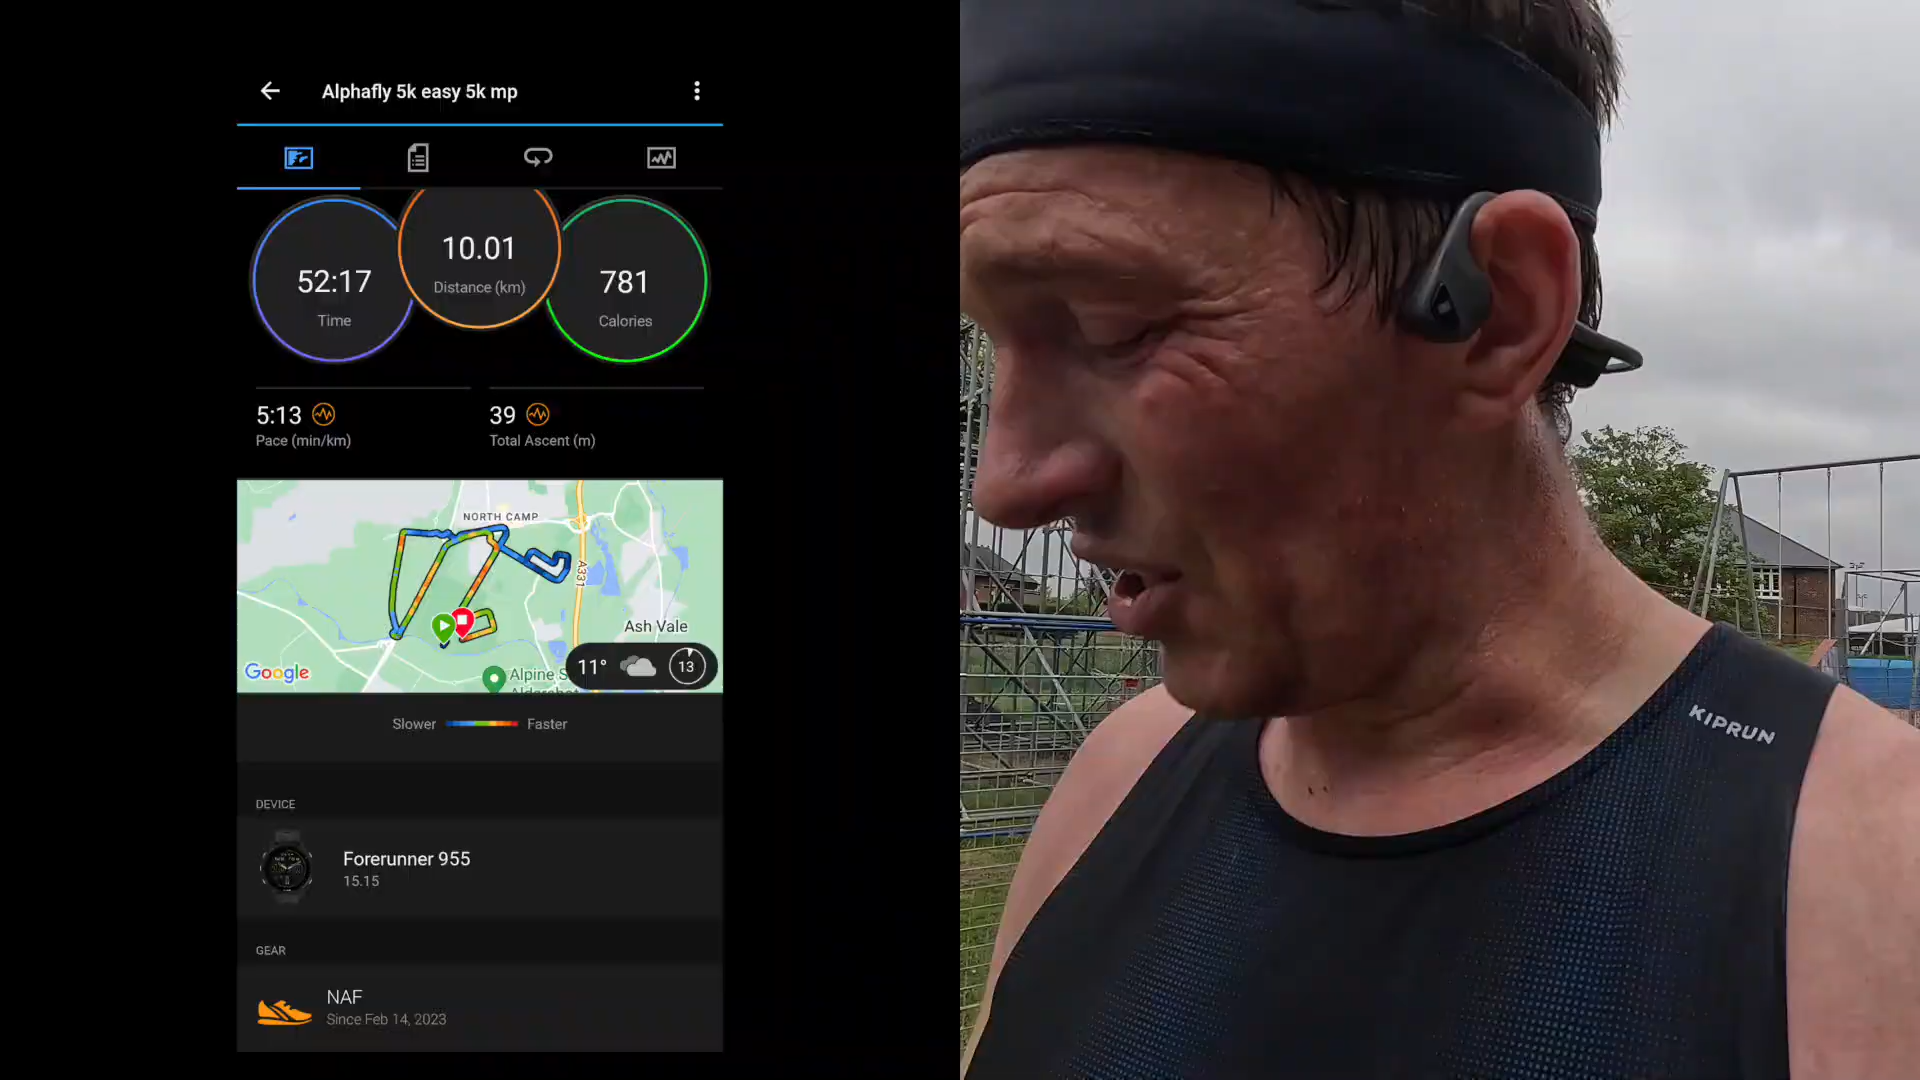 Alphafly 5k easy 5k mp
52:17
Time
10.01
Distance (km)
781
Calories
5:13
Pace (min/km)
39
Total Ascent (m)
NORTH CAMP
A331
Ash Vale
Google
Alpine S
11°
13
Slower
Faster
DEVICE
Forerunner 955
15.15
GEAR
NAF
Since Feb 14, 2023
KIPRUN